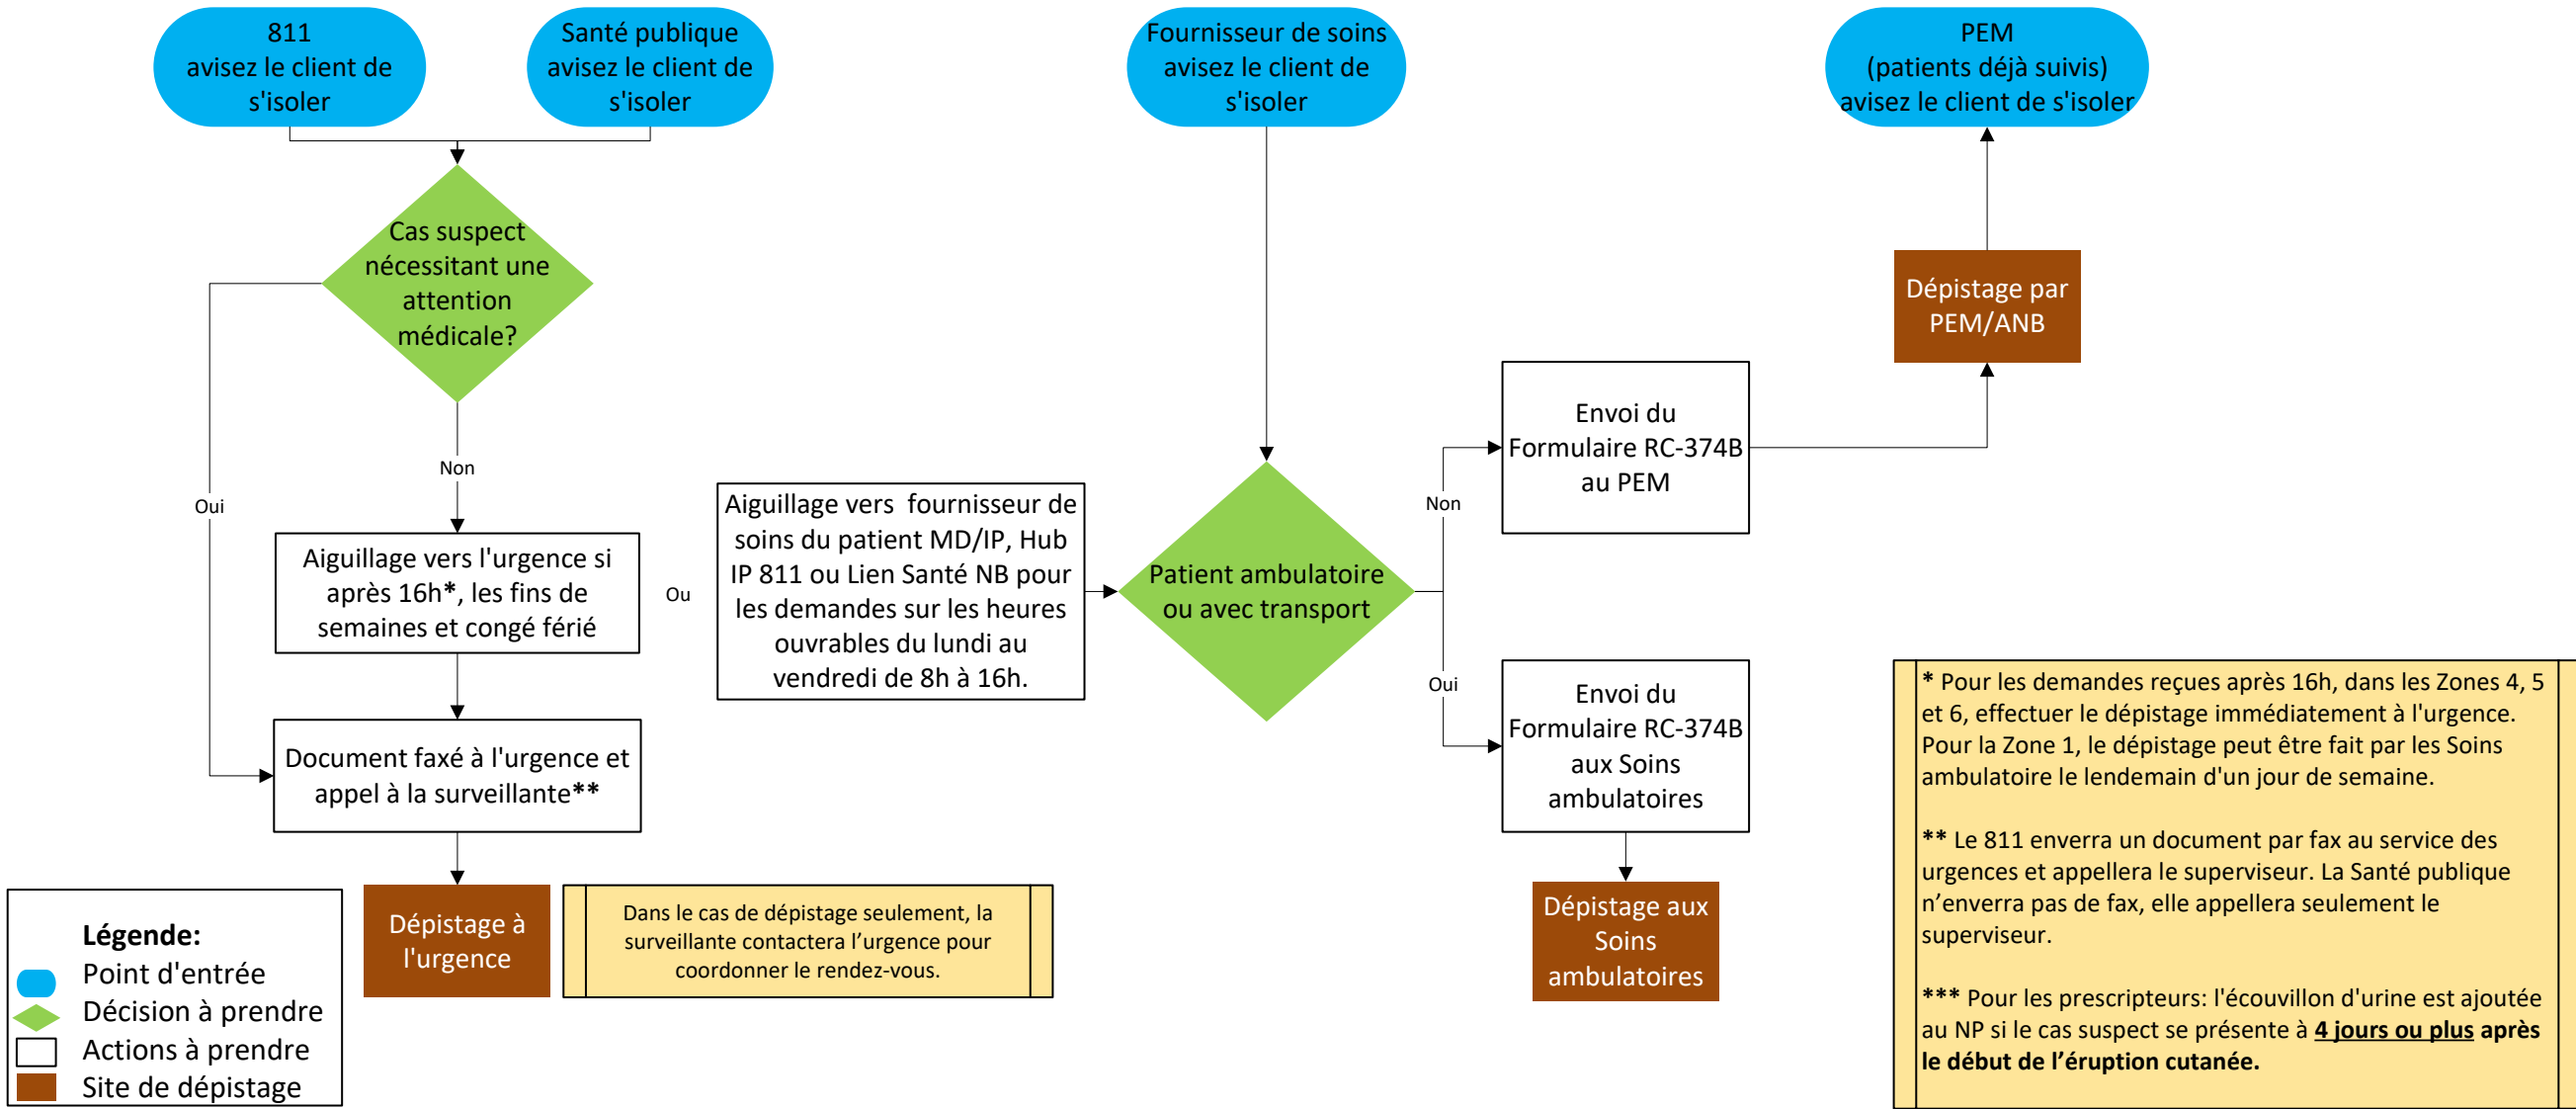 811
avisez le client de
s'isoler
Santé publique
avisez le client de
s'isoler
Fournisseur de soins
avisez le client de
s'isoler
PEM
(patients déjà suivis)
avisez le client de s'isoler
Cas suspect
nécessitant une
attention
médicale?
Dépistage par
PEM/ANB
Non
Oui
Aiguillage vers l'urgence si
après 16h*, les fins de
semaines et congé férié
Ou
Aiguillage vers  fournisseur de
soins du patient MD/IP, Hub
IP 811 ou Lien Santé NB pour
les demandes sur les heures
ouvrables du lundi au
vendredi de 8h à 16h.
Patient ambulatoire
ou avec transport
Non
Envoi du
Formulaire RC-374B
au PEM
Oui
Envoi du
Formulaire RC-374B
aux Soins
ambulatoires
Document faxé à l'urgence et
appel à la surveillante**
Dépistage à
l'urgence
Dans le cas de dépistage seulement, la
surveillante contactera l’urgence pour
coordonner le rendez-vous.
Dépistage aux
Soins
ambulatoires
* Pour les demandes reçues après 16h, dans les Zones 4, 5
et 6, effectuer le dépistage immédiatement à l'urgence.
Pour la Zone 1, le dépistage peut être fait par les Soins
ambulatoire le lendemain d'un jour de semaine.
** Le 811 enverra un document par fax au service des
urgences et appellera le superviseur. La Santé publique
n’enverra pas de fax, elle appellera seulement le
superviseur.
*** Pour les prescripteurs: l'écouvillon d'urine est ajoutée
au NP si le cas suspect se présente à 4 jours ou plus après
le début de l’éruption cutanée.
Légende:
Point d'entrée
Décision à prendre
Actions à prendre
Site de dépistage